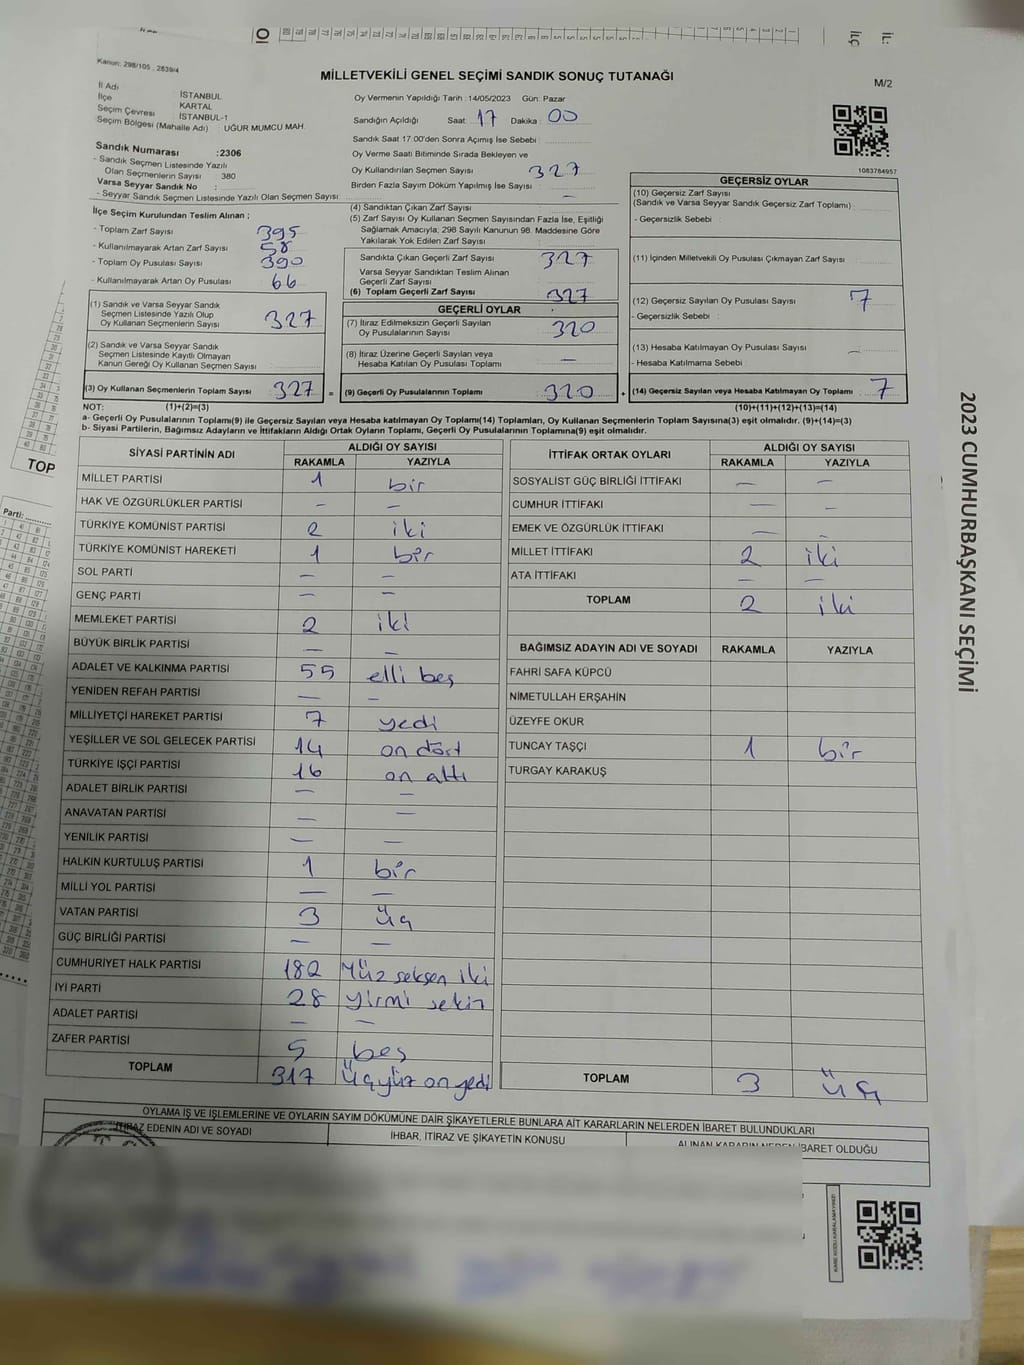 Kanun: 298/105 , 2839/4
MİLLETVEKİLİ GENEL SEÇİMİ SANDIK SONUÇ TUTANAĞI
M/2
İl Adı İSTANBUL
İlçe KARTAL
Seçim Çevresi İSTANBUL-1
Seçim Bölgesi (Mahalle Adı) : UĞUR MUMCU MAH.
Sandık Numarası :2306
- Sandık Seçmen Listesinde Yazılı
Olan Seçmenlerin Sayısı : 380
Varsa Seyyar Sandık No :
- Seyyar Sandık Seçmen Listesinde Yazılı Olan Seçmen Sayısı :
Oy Vermenin Yapıldığı Tarih : 14/05/2023 Gün: Pazar
Sandığın Açıldığı Saat: 17 Dakika: 00
Sandık Saat 17.00'den Sonra Açımış İse Sebebi :
Oy Verme Saati Bitiminde Sırada Bekleyen ve
Oy Kullandırılan Seçmen Sayısı : 327
Birden Fazla Sayım Döküm Yapılmış İse Sayısı : —
1083784957
İlçe Seçim Kurulundan Teslim Alınan ;
- Toplam Zarf Sayısı 395
- Kullanılmayarak Artan Zarf Sayısı 58
- Toplam Oy Pusulası Sayısı 390
- Kullanılmayarak Artan Oy Pusulası 66
(1) Sandık ve Varsa Seyyar Sandık
Seçmen Listesinde Yazılı Olup
Oy Kullanan Seçmenlerin Sayısı 327
(2) Sandık ve Varsa Seyyar Sandık
Seçmen Listesinde Kayıtlı Olmayan
Kanun Gereği Oy Kullanan Seçmen Sayısı
(3) Oy Kullanan Seçmenlerin Toplam Sayısı 327 =
(4) Sandıktan Çıkan Zarf Sayısı
(5) Zarf Sayısı Oy Kullanan Seçmen Sayısından Fazla İse, Eşitliği
Sağlamak Amacıyla; 298 Sayılı Kanunun 98. Maddesine Göre
Yakılarak Yok Edilen Zarf Sayısı
Sandıkta Çıkan Geçerli Zarf Sayısı 327
Varsa Seyyar Sandıktan Teslim Alınan
Geçerli Zarf Sayısı
(6) Toplam Geçerli Zarf Sayısı 327
GEÇERLİ OYLAR
(7) İtiraz Edilmeksizin Geçerli Sayılan
Oy Pusulalarının Sayısı 320
(8) İtiraz Üzerine Geçerli Sayılan veya
Hesaba Katılan Oy Pusulası Toplamı —
(9) Geçerli Oy Pusulalarının Toplamı 320 +
GEÇERSİZ OYLAR
(10) Geçersiz Zarf Sayısı
(Sandık ve Varsa Seyyar Sandık Geçersiz Zarf Toplamı) :
- Geçersizlik Sebebi :
(11) İçinden Milletvekili Oy Pusulası Çıkmayan Zarf Sayısı
(12) Geçersiz Sayılan Oy Pusulası Sayısı 7
- Geçersizlik Sebebi :
(13) Hesaba Katılmayan Oy Pusulası Sayısı —
- Hesaba Katılmama Sebebi :
(14) Geçersiz Sayılan veya Hesaba Katılmayan Oy Toplamı 7
NOT: (1)+(2)=(3) (10)+(11)+(12)+(13)=(14)
a- Geçerli Oy Pusulalarının Toplamı(9) ile Geçersiz Sayılan veya Hesaba katılmayan Oy Toplamı(14) Toplamları, Oy Kullanan Seçmenlerin Toplam Sayısına(3) eşit olmalıdır. (9)+(14)=(3)
b- Siyasi Partilerin, Bağımsız Adayların ve İttifakların Aldığı Ortak Oyların Toplamı, Geçerli Oy Pusulalarının Toplamına(9) eşit olmalıdır.
SİYASİ PARTİNİN ADI ALDIĞI OY SAYISI
RAKAMLA YAZIYLA
MİLLET PARTİSİ 1 bir
HAK VE ÖZGÜRLÜKLER PARTİSİ — —
TÜRKİYE KOMÜNİST PARTİSİ 2 iki
TÜRKİYE KOMÜNİST HAREKETİ 1 bir
SOL PARTİ — —
GENÇ PARTİ — —
MEMLEKET PARTİSİ 2 iki
BÜYÜK BİRLİK PARTİSİ — —
ADALET VE KALKINMA PARTİSİ 55 elli beş
YENİDEN REFAH PARTİSİ — —
MİLLİYETÇİ HAREKET PARTİSİ 7 yedi
YEŞİLLER VE SOL GELECEK PARTİSİ 14 on dört
TÜRKİYE İŞÇİ PARTİSİ 16 on altı
ADALET BİRLİK PARTİSİ — —
ANAVATAN PARTİSİ — —
YENİLİK PARTİSİ — —
HALKIN KURTULUŞ PARTİSİ 1 bir
MİLLİ YOL PARTİSİ — —
VATAN PARTİSİ 3 üç
GÜÇ BİRLİĞİ PARTİSİ — —
CUMHURİYET HALK PARTİSİ 182 Yüz seksen iki
İYİ PARTİ 28 yirmi sekiz
ADALET PARTİSİ — —
ZAFER PARTİSİ 5 beş
TOPLAM 317 Üçyüz on yedi
İTTİFAK ORTAK OYLARI ALDIĞI OY SAYISI
RAKAMLA YAZIYLA
SOSYALİST GÜÇ BİRLİĞİ İTTİFAKI — —
CUMHUR İTTİFAKI — —
EMEK VE ÖZGÜRLÜK İTTİFAKI — —
MİLLET İTTİFAKI 2 iki
ATA İTTİFAKI — —
TOPLAM 2 iki
BAĞIMSIZ ADAYIN ADI VE SOYADI RAKAMLA YAZIYLA
FAHRİ SAFA KÜPCÜ
NİMETULLAH ERŞAHİN
ÜZEYFE OKUR
TUNCAY TAŞÇI 1 bir
TURGAY KARAKUŞ
TOPLAM 3 üç
OYLAMA İŞ VE İŞLEMLERİNE VE OYLARIN SAYIM DÖKÜMÜNE DAİR ŞİKAYETLERLE BUNLARA AİT KARARLARIN NELERDEN İBARET BULUNDUKLARI
İTİRAZ EDENİN ADI VE SOYADI İHBAR, İTİRAZ VE ŞİKAYETİN KONUSU ALINAN KARARIN NEDEN İBARET OLDUĞU
2023 CUMHURBAŞKANI SEÇİMİ
İL:
İLÇ
TOP
Parti: